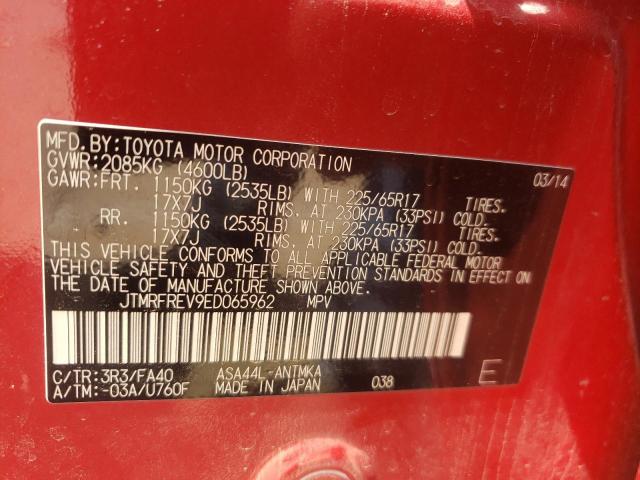 MFD.BY:TOYOTA MOTOR CORPORATION 03/14
GVWR:2085KG (4600LB)
GAWR:FRT. 1150KG (2535LB) WITH 225/65R17 TIRES.
17X7J RIMS. AT 230KPA (33PSI) COLD.
RR. 1150KG (2535LB) WITH 225/65R17 TIRES.
17X7J RIMS. AT 230KPA (33PSI) COLD.
THIS VEHICLE CONFORMS TO ALL APPLICABLE FEDERAL MOTOR
VEHICLE SAFETY AND THEFT PREVENTION STANDARDS IN EFFECT ON
THE DATE OF MANUFACTURE SHOWN ABOVE.
JTMRFREV9ED065962 MPV
C/TR:3R3/FA40 ASA44L-ANTMKA
A/TM:-03A/U760F MADE IN JAPAN 038 E